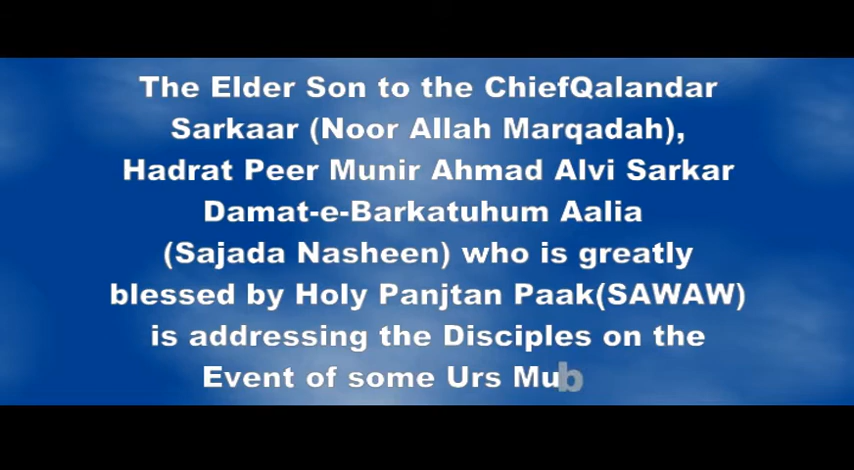 The Elder Son to the ChiefQalandar
Sarkaar (Noor Allah Marqadah),
Hadrat Peer Munir Ahmad Alvi Sarkar
Damat-e-Barkatuhum Aalia
(Sajada Nasheen) who is greatly
blessed by Holy Panjtan Paak(SAWAW)
is addressing the Disciples on the
Event of some Urs Mub